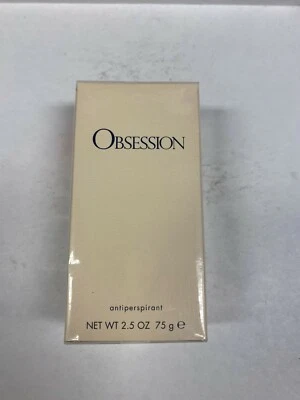 OBSESSION
antiperspirant
NET WT 2.5 OZ 75 g ℮